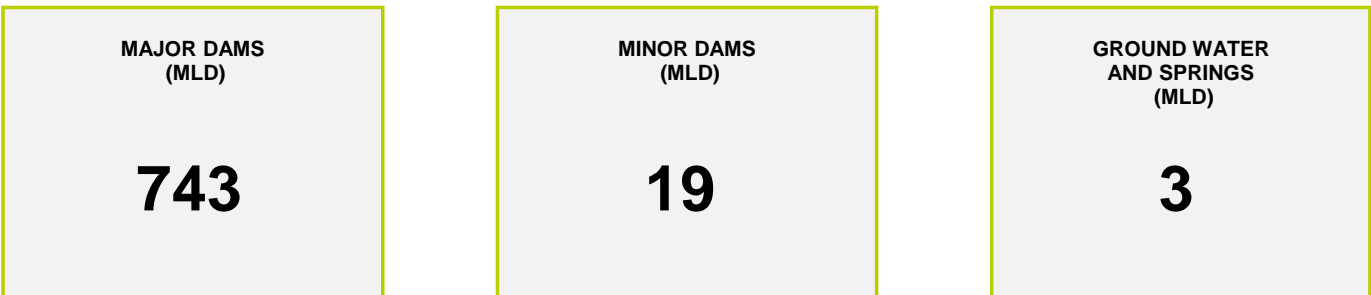 MAJOR DAMS
(MLD)
743
MINOR DAMS
(MLD)
19
GROUND WATER
AND SPRINGS
(MLD)
3